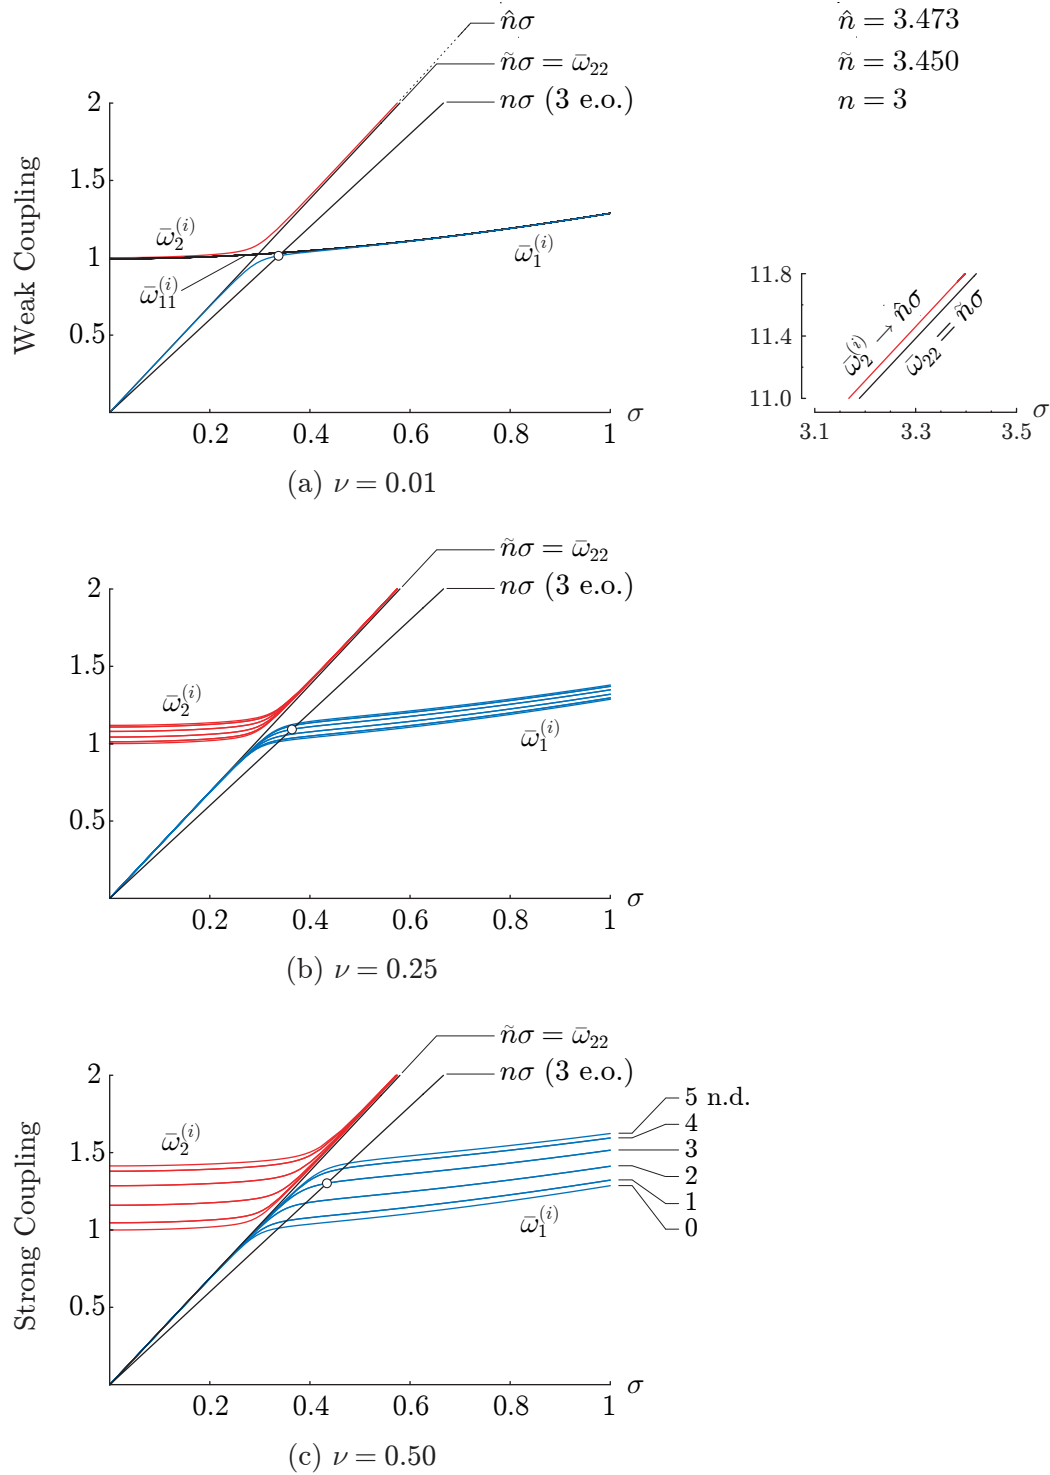 n̂σ
ñσ = ω̄₂₂
nσ (3 e.o.)
n̂ = 3.473
ñ = 3.450
n = 3
Weak Coupling
2
1.5
1
0.5
ω̄₂⁽ⁱ⁾
ω̄₁₁⁽ⁱ⁾
ω̄₁⁽ⁱ⁾
0.2 0.4 0.6 0.8 1 σ
(a) ν = 0.01
11.8
11.4
11.0
ω̄₂⁽ⁱ⁾ → n̂σ
ω̄₂₂ = ñσ
3.1 3.3 3.5 σ
ñσ = ω̄₂₂
nσ (3 e.o.)
2
1.5
1
0.5
ω̄₂⁽ⁱ⁾
ω̄₁⁽ⁱ⁾
0.2 0.4 0.6 0.8 1 σ
(b) ν = 0.25
ñσ = ω̄₂₂
nσ (3 e.o.)
Strong Coupling
2
1.5
1
0.5
ω̄₂⁽ⁱ⁾
ω̄₁⁽ⁱ⁾
5 n.d.
4
3
2
1
0
0.2 0.4 0.6 0.8 1 σ
(c) ν = 0.50